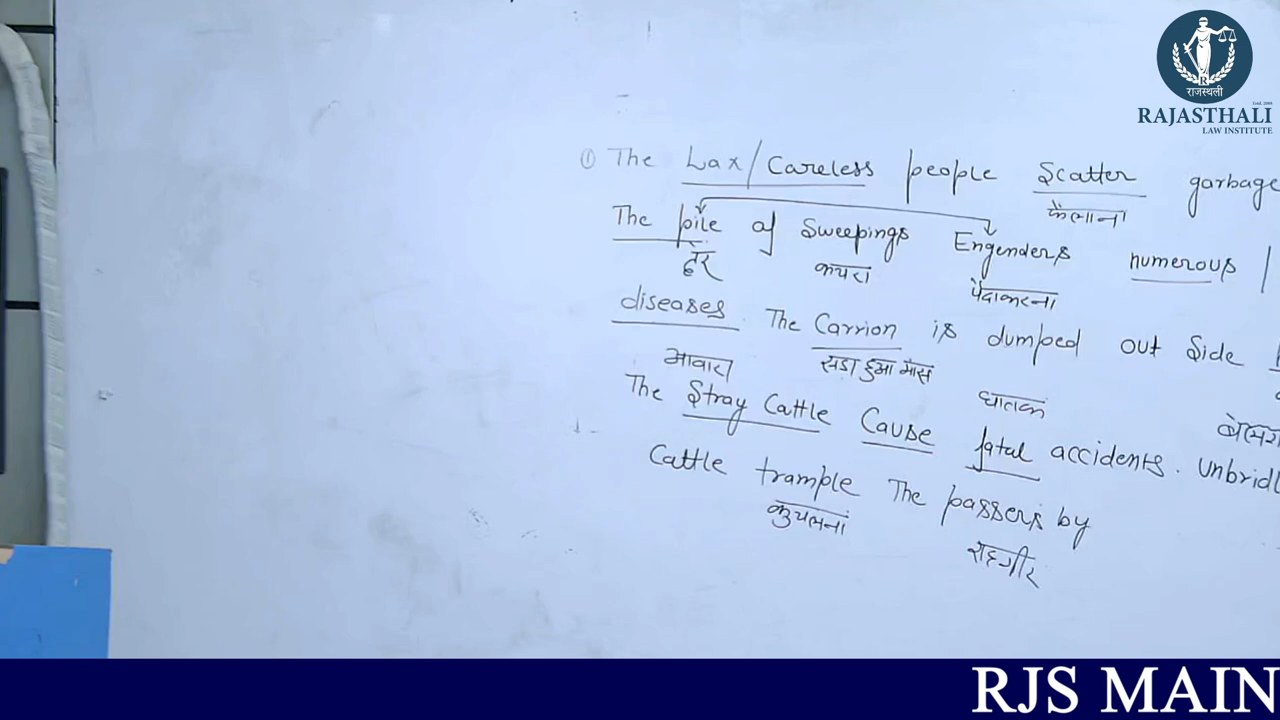 राजस्थली
Estd. 2004
RAJASTHALI
LAW INSTITUTE
① The Lax/Careless people Scatter garbage
फैलाना
The pile of Sweepings Engenders numerous /
ढेर कचरा पैदा करना
diseases. The Carrion is dumped out Side
आवारा सडा हुआ मांस घातक
The Stray Cattle Cause fatal accidents. Unbridl
Cattle trample The passers by
कुचलना राहगीर
RJS MAIN